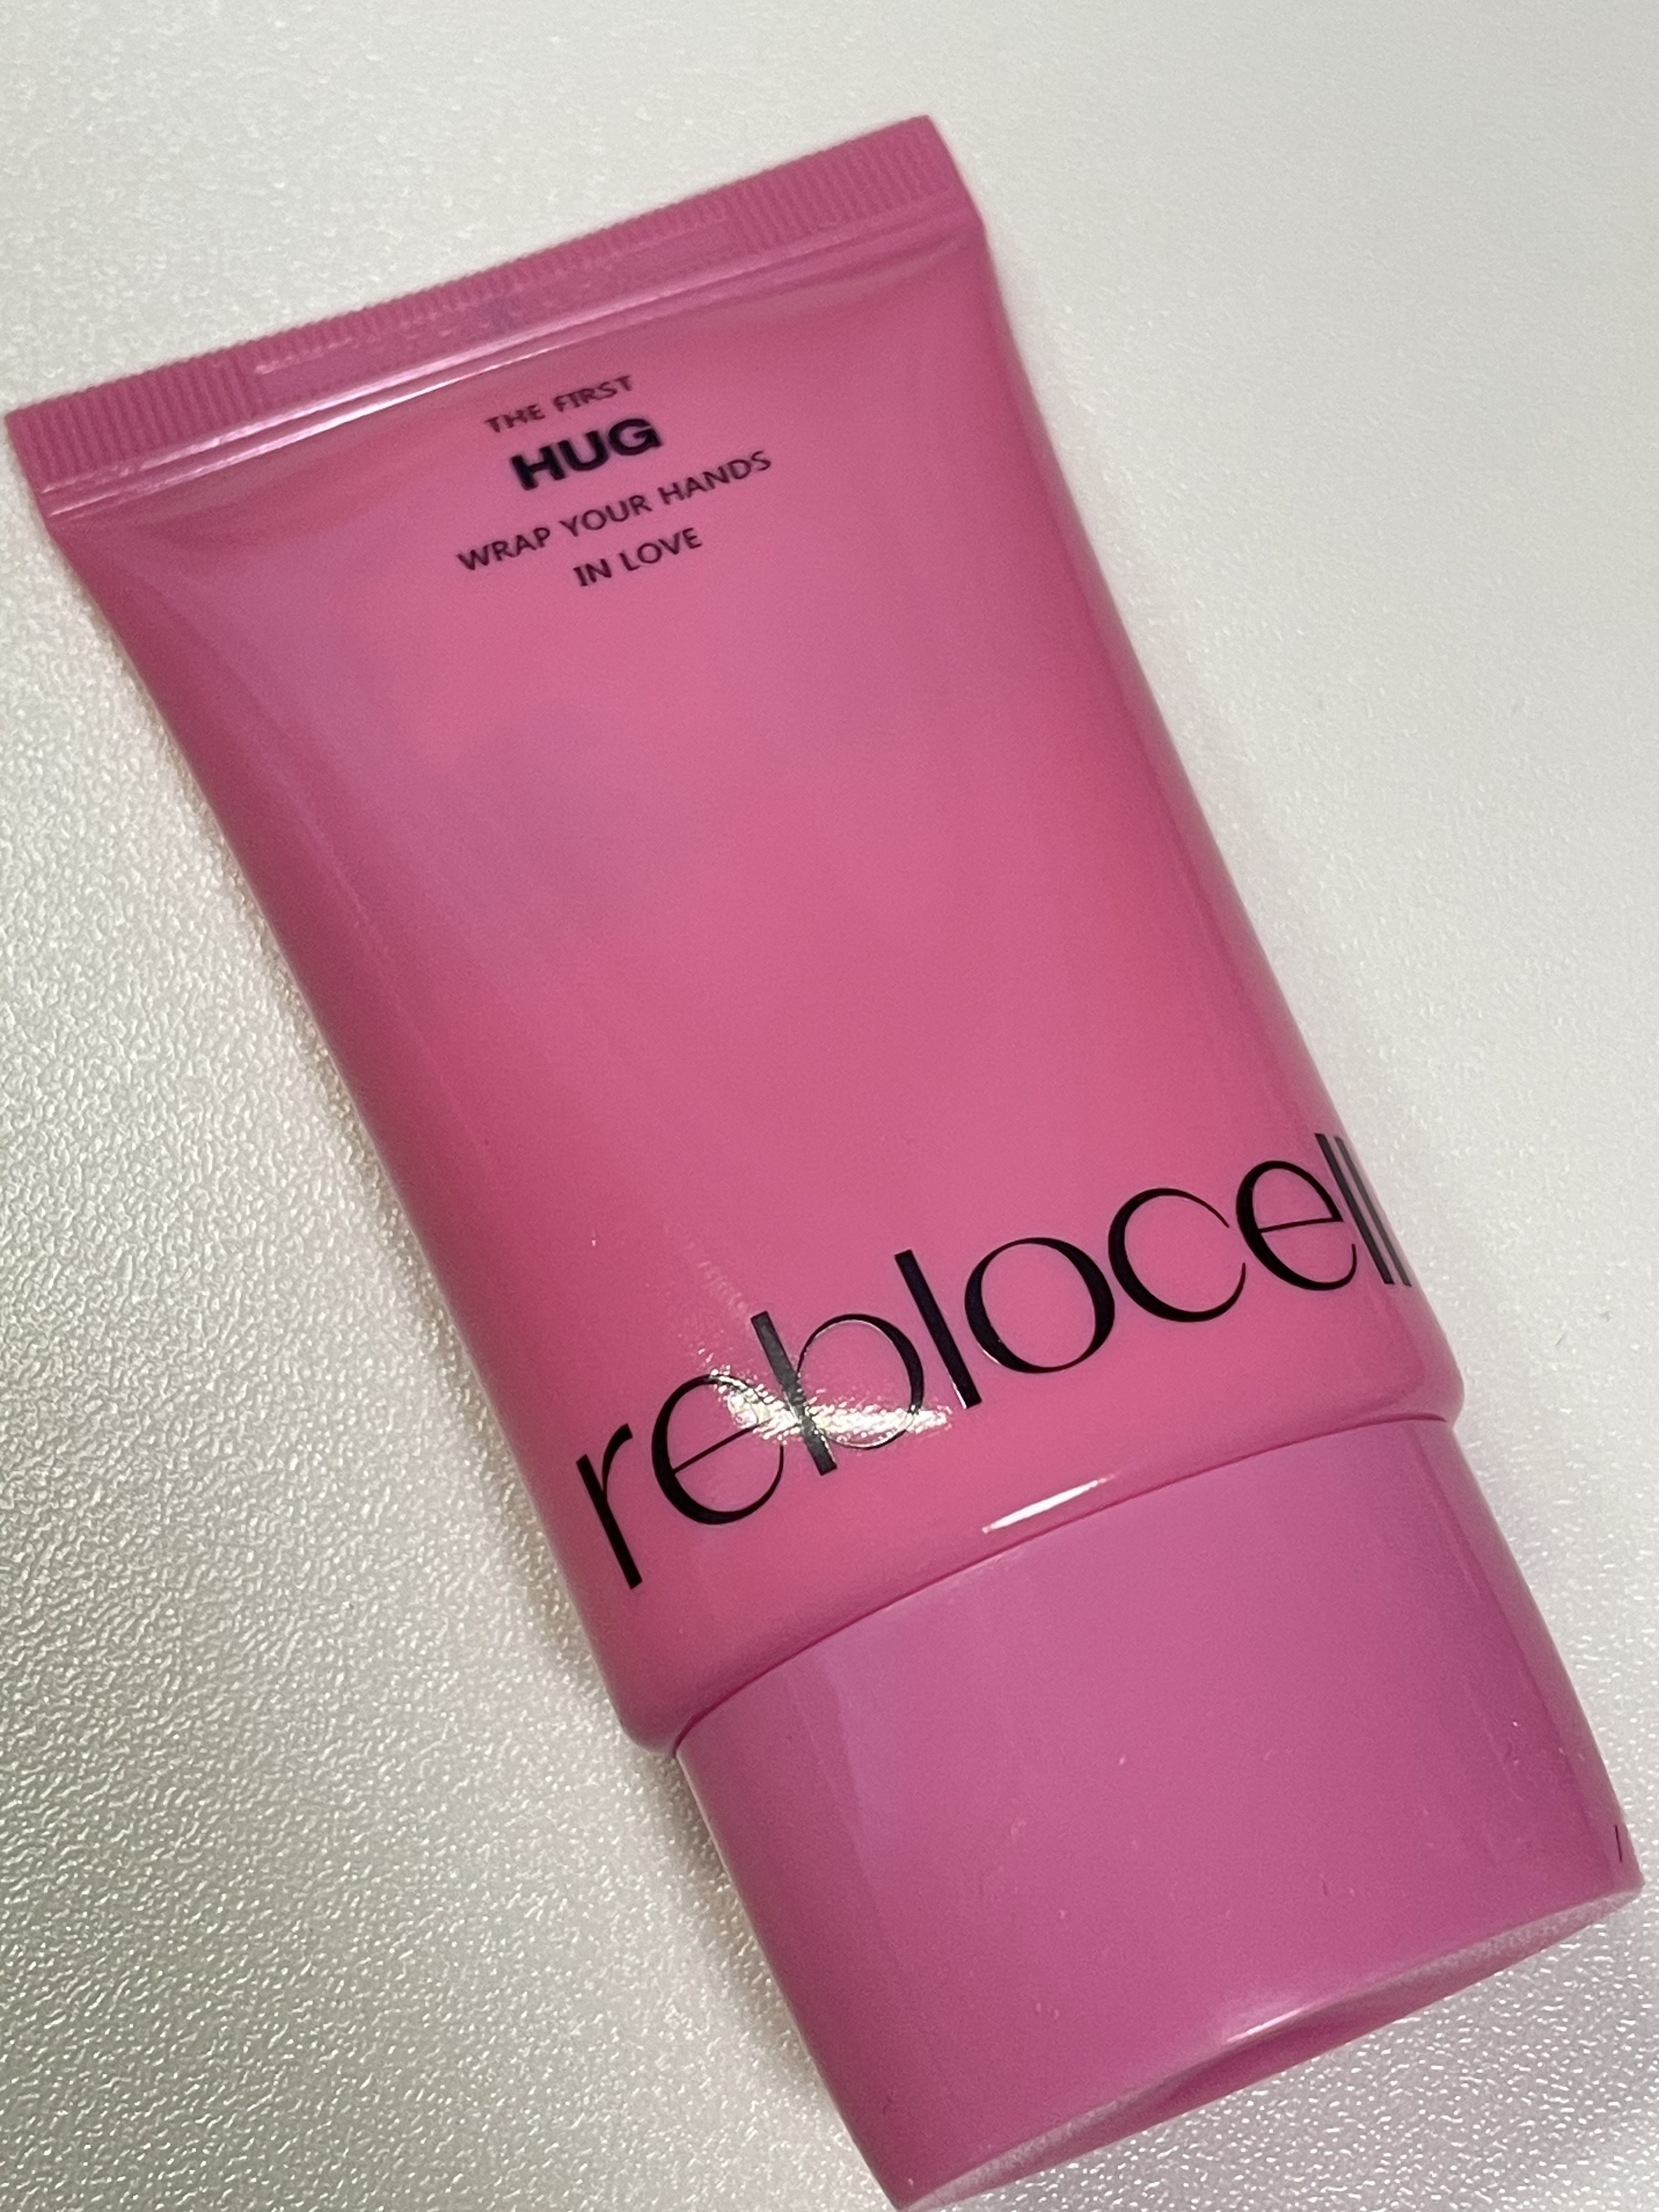 THE FIRST
HUG
WRAP YOUR HANDS
IN LOVE
reblocell